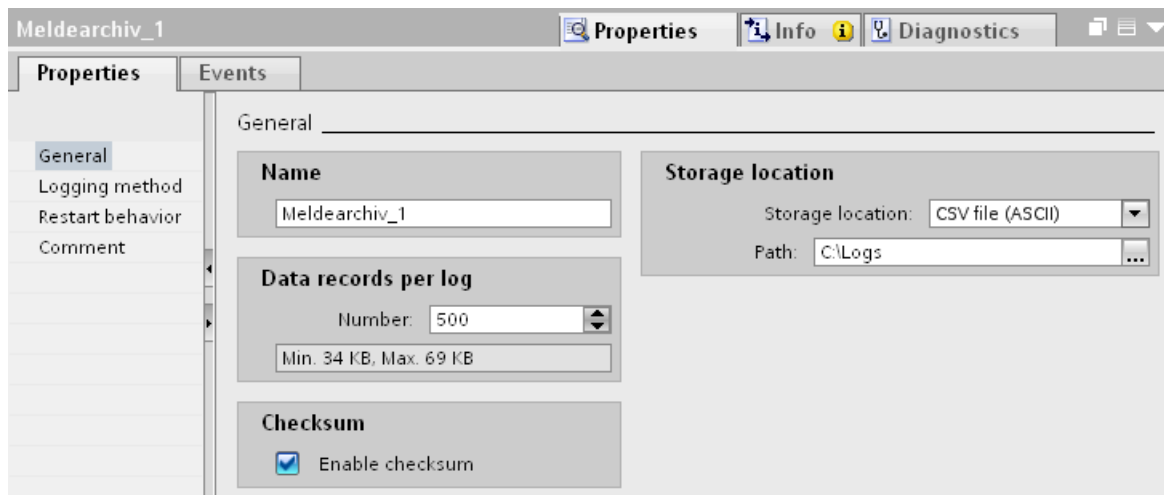 Meldearchiv_1
Properties Info Diagnostics
Properties Events
General
General
Logging method
Restart behavior
Comment
Name
Meldearchiv_1
Data records per log
Number: 500
Min. 34 KB, Max. 69 KB
Checksum
Enable checksum
Storage location
Storage location: CSV file (ASCII)
Path: C:\Logs ...